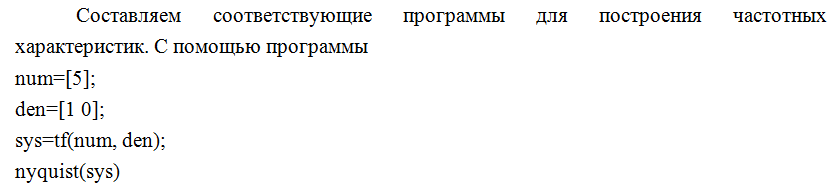 Составляем соответствующие программы для построения частотных
характеристик. С помощью программы
num=[5];
den=[1 0];
sys=tf(num, den);
nyquist(sys)